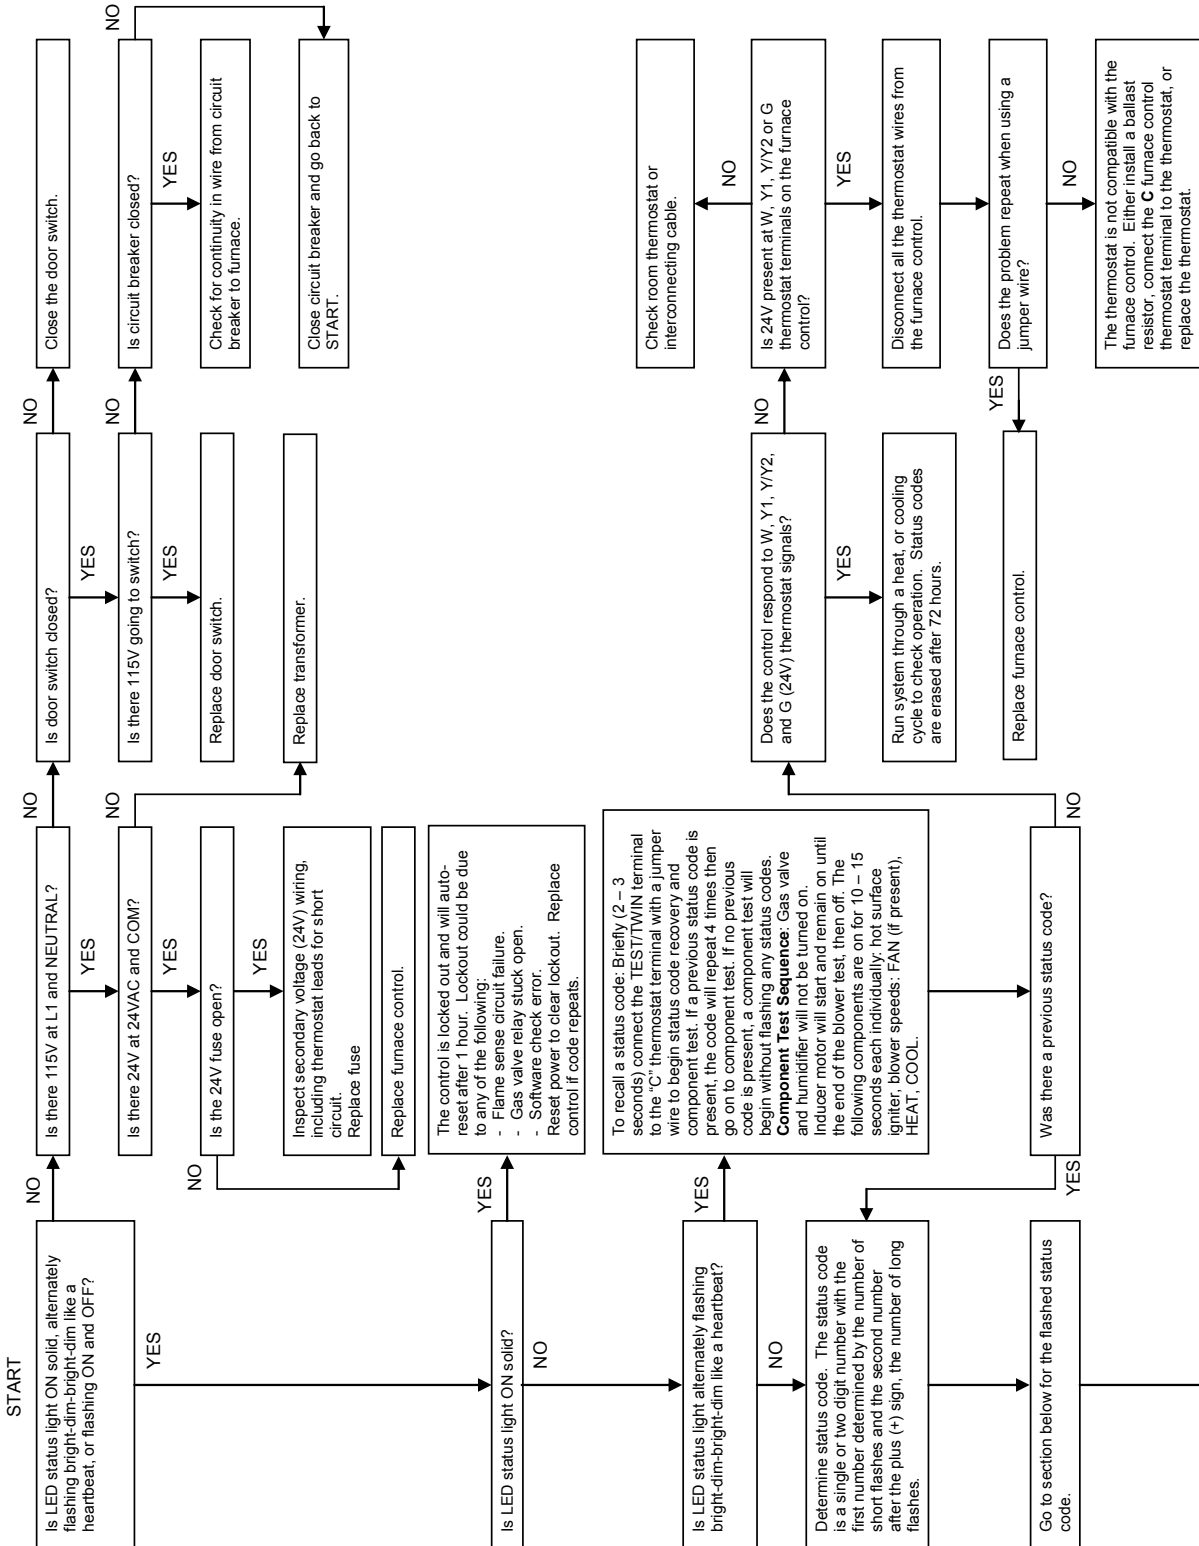 START
Is LED status light ON solid, alternately
flashing bright-dim-bright-dim like a
heartbeat, or flashing ON and OFF?
NO
YES
Is there 115V at L1 and NEUTRAL?
NO
YES
Is door switch closed?
NO
YES
Close the door switch.
Is there 24V at 24VAC and COM?
NO
YES
Is there 115V going to switch?
NO
YES
Is circuit breaker closed?
NO
YES
Is the 24V fuse open?
NO
YES
Replace door switch.
Check for continuity in wire from circuit
breaker to furnace.
Inspect secondary voltage (24V) wiring,
including thermostat leads for short
circuit.
Replace fuse
Replace transformer.
Close circuit breaker and go back to
START.
Replace furnace control.
Is LED status light ON solid?
YES
NO
The control is locked out and will auto-
reset after 1 hour.  Lockout could be due
to any of the following:
- Flame sense circuit failure.
- Gas valve relay stuck open.
- Software check error.
Reset power to clear lockout.  Replace
control if code repeats.
Is LED status light alternately flashing
bright-dim-bright-dim like a heartbeat?
YES
NO
To recall a status code: Briefly (2 – 3
seconds) connect the TEST/TWIN terminal
to the “C” thermostat terminal with a jumper
wire to begin status code recovery and
component test. If a previous status code is
present, the code will repeat 4 times then
go on to component test. If no previous
code is present, a component test will
begin without flashing any status codes.
Component Test Sequence: Gas valve
and humidifier will not be turned on.
Inducer motor will start and remain on until
the end of the blower test, then off. The
following components are on for 10 – 15
seconds each individually: hot surface
igniter, blower speeds: FAN (if present),
HEAT, COOL.
Was there a previous status code?
YES
NO
Determine status code.  The status code
is a single or two digit number with the
first number determined by the number of
short flashes and the second number
after the plus (+) sign, the number of long
flashes.
Go to section below for the flashed status
code.
Does the control respond to W, Y1, Y/Y2,
and G (24V) thermostat signals?
NO
YES
Run system through a heat, or cooling
cycle to check operation.  Status codes
are erased after 72 hours.
Check room thermostat or
interconnecting cable.
NO
Is 24V present at W, Y1, Y/Y2 or G
thermostat terminals on the furnace
control?
YES
Disconnect all the thermostat wires from
the furnace control.
Does the problem repeat when using a
jumper wire?
YES
NO
Replace furnace control.
The thermostat is not compatible with the
furnace control.  Either install a ballast
resistor, connect the C furnace control
thermostat terminal to the thermostat, or
replace the thermostat.